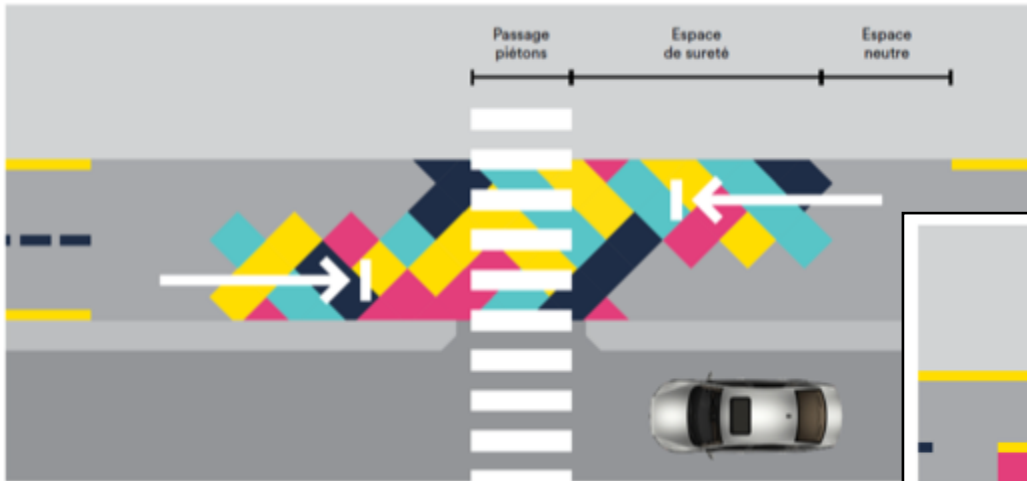 Passage
piétons
Espace
de sureté
Espace
neutre